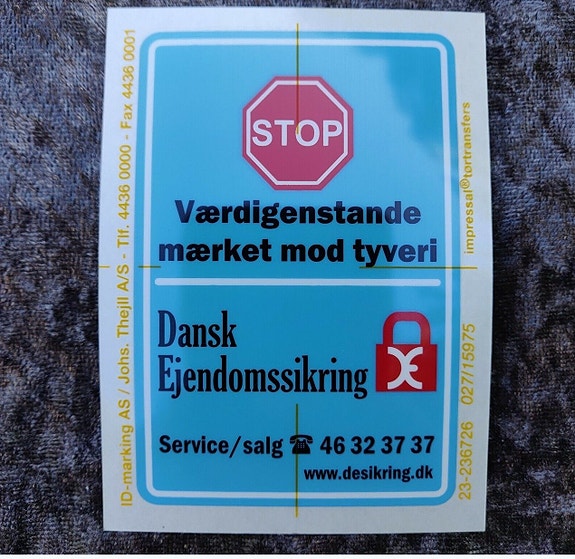 STOP
Værdigenstande
mærket mod tyveri
Dansk
Ejendomssikring
Service/salg ☎ 46 32 37 37
www.desikring.dk
ID-marking AS / Johs. Thejll A/S - Tlf. 4436 0000 - Fax 4436 0001
impressal®tørtransfers
23-236726 027/15975